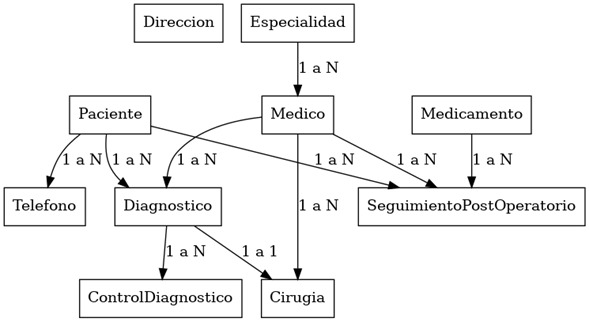 Direccion
Especialidad
1 a N
Paciente
Medico
Medicamento
1 a N
1 a N
1 a N
1 a N
1 a N
1 a N
Telefono
Diagnostico
1 a N
SeguimientoPostOperatorio
1 a N
1 a 1
ControlDiagnostico
Cirugia